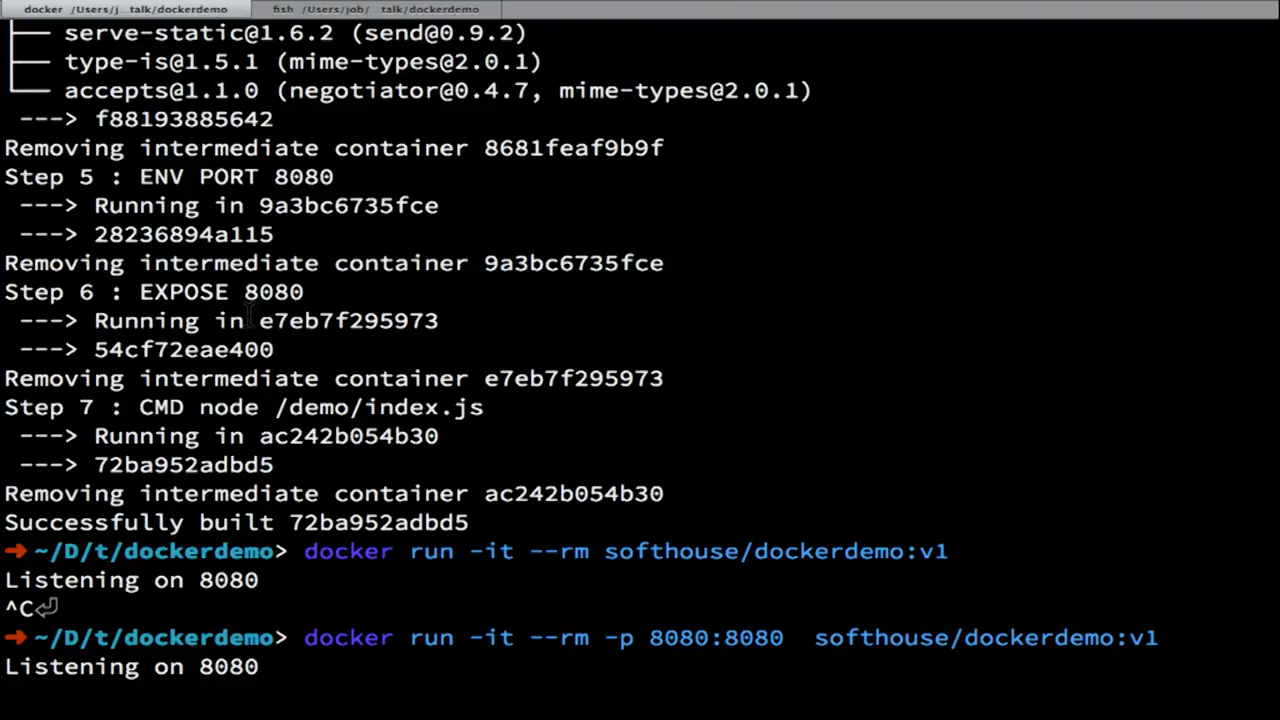 docker /Users/j...talk/dockerdemo
fish /Users/job/...talk/dockerdemo
├── serve-static@1.6.2 (send@0.9.2)
├── type-is@1.5.1 (mime-types@2.0.1)
└── accepts@1.1.0 (negotiator@0.4.7, mime-types@2.0.1)
 ---> f88193885642
Removing intermediate container 8681feaf9b9f
Step 5 : ENV PORT 8080
 ---> Running in 9a3bc6735fce
 ---> 28236894a115
Removing intermediate container 9a3bc6735fce
Step 6 : EXPOSE 8080
 ---> Running in e7eb7f295973
 ---> 54cf72eae400
Removing intermediate container e7eb7f295973
Step 7 : CMD node /demo/index.js
 ---> Running in ac242b054b30
 ---> 72ba952adbd5
Removing intermediate container ac242b054b30
Successfully built 72ba952adbd5
➜ ~/D/t/dockerdemo> docker run -it --rm softhouse/dockerdemo:v1
Listening on 8080
^C⏎
➜ ~/D/t/dockerdemo> docker run -it --rm -p 8080:8080  softhouse/dockerdemo:v1
Listening on 8080